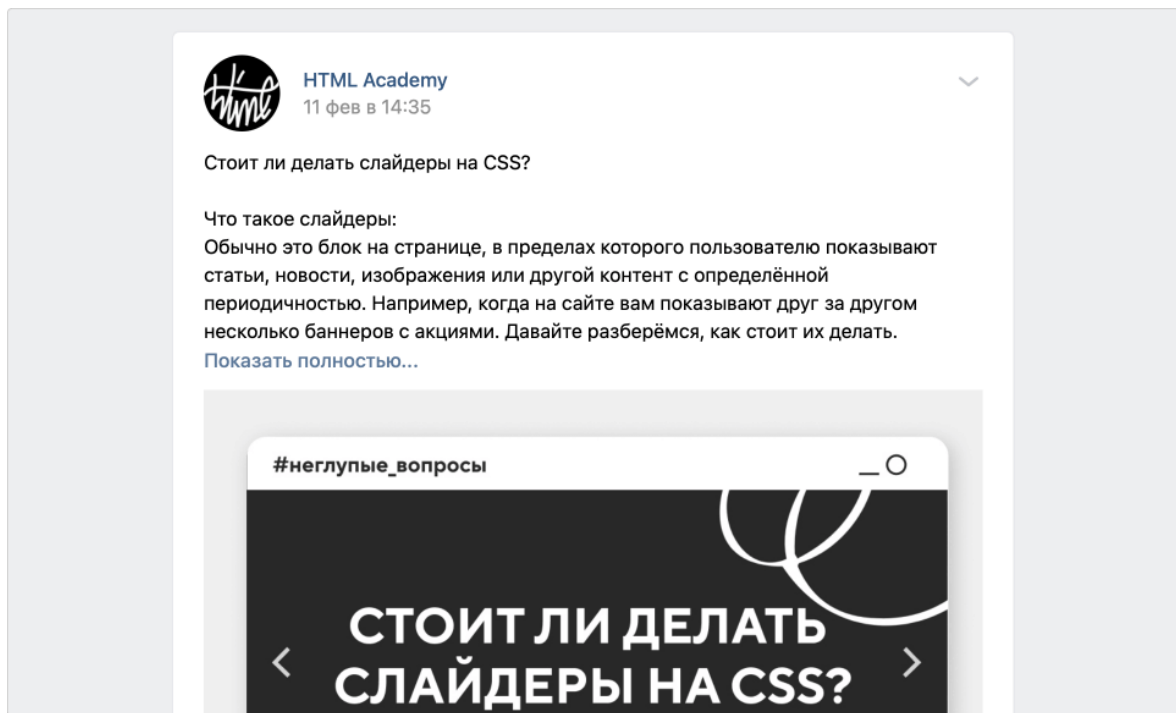 html
HTML Academy
11 фев в 14:35
Стоит ли делать слайдеры на CSS?
Что такое слайдеры:
Обычно это блок на странице, в пределах которого пользователю показывают
статьи, новости, изображения или другой контент с определённой
периодичностью. Например, когда на сайте вам показывают друг за другом
несколько баннеров с акциями. Давайте разберёмся, как стоит их делать.
Показать полностью...
#неглупые_вопросы
СТОИТ ЛИ ДЕЛАТЬ
СЛАЙДЕРЫ НА CSS?